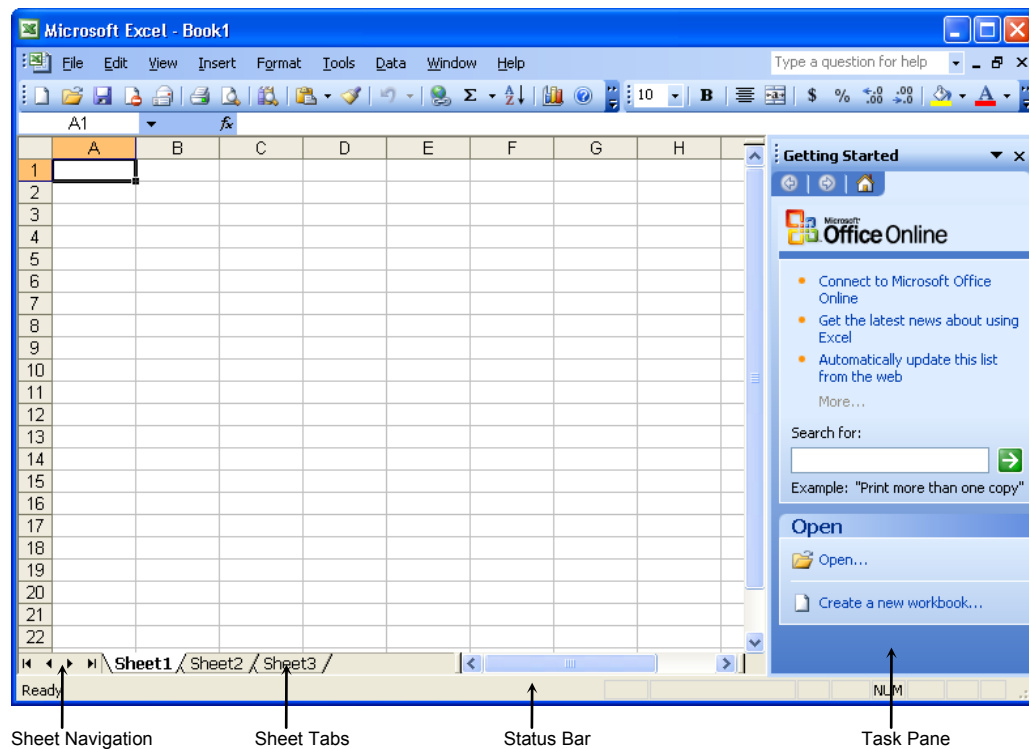 Microsoft Excel - Book1
File Edit View Insert Format Tools Data Window Help
Type a question for help
Σ A Z 10 B $ % .00 .00 A
A1 fx
A B C D E F G H
1
2
3
4
5
6
7
8
9
10
11
12
13
14
15
16
17
18
19
20
21
22
Getting Started
Microsoft
Office Online
Connect to Microsoft Office
Online
Get the latest news about using
Excel
Automatically update this list
from the web
More...
Search for:
Example: "Print more than one copy"
Open
Open...
Create a new workbook...
Sheet1 Sheet2 Sheet3
Ready NUM
Sheet Navigation Sheet Tabs Status Bar Task Pane